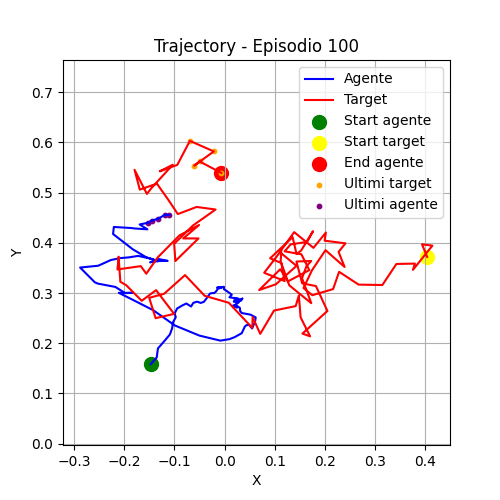 Trajectory - Episodio 100
Agente
Target
Start agente
Start target
End agente
Ultimi target
Ultimi agente
Y
0.7
0.6
0.5
0.4
0.3
0.2
0.1
0.0
−0.3 −0.2 −0.1 0.0 0.1 0.2 0.3 0.4
X